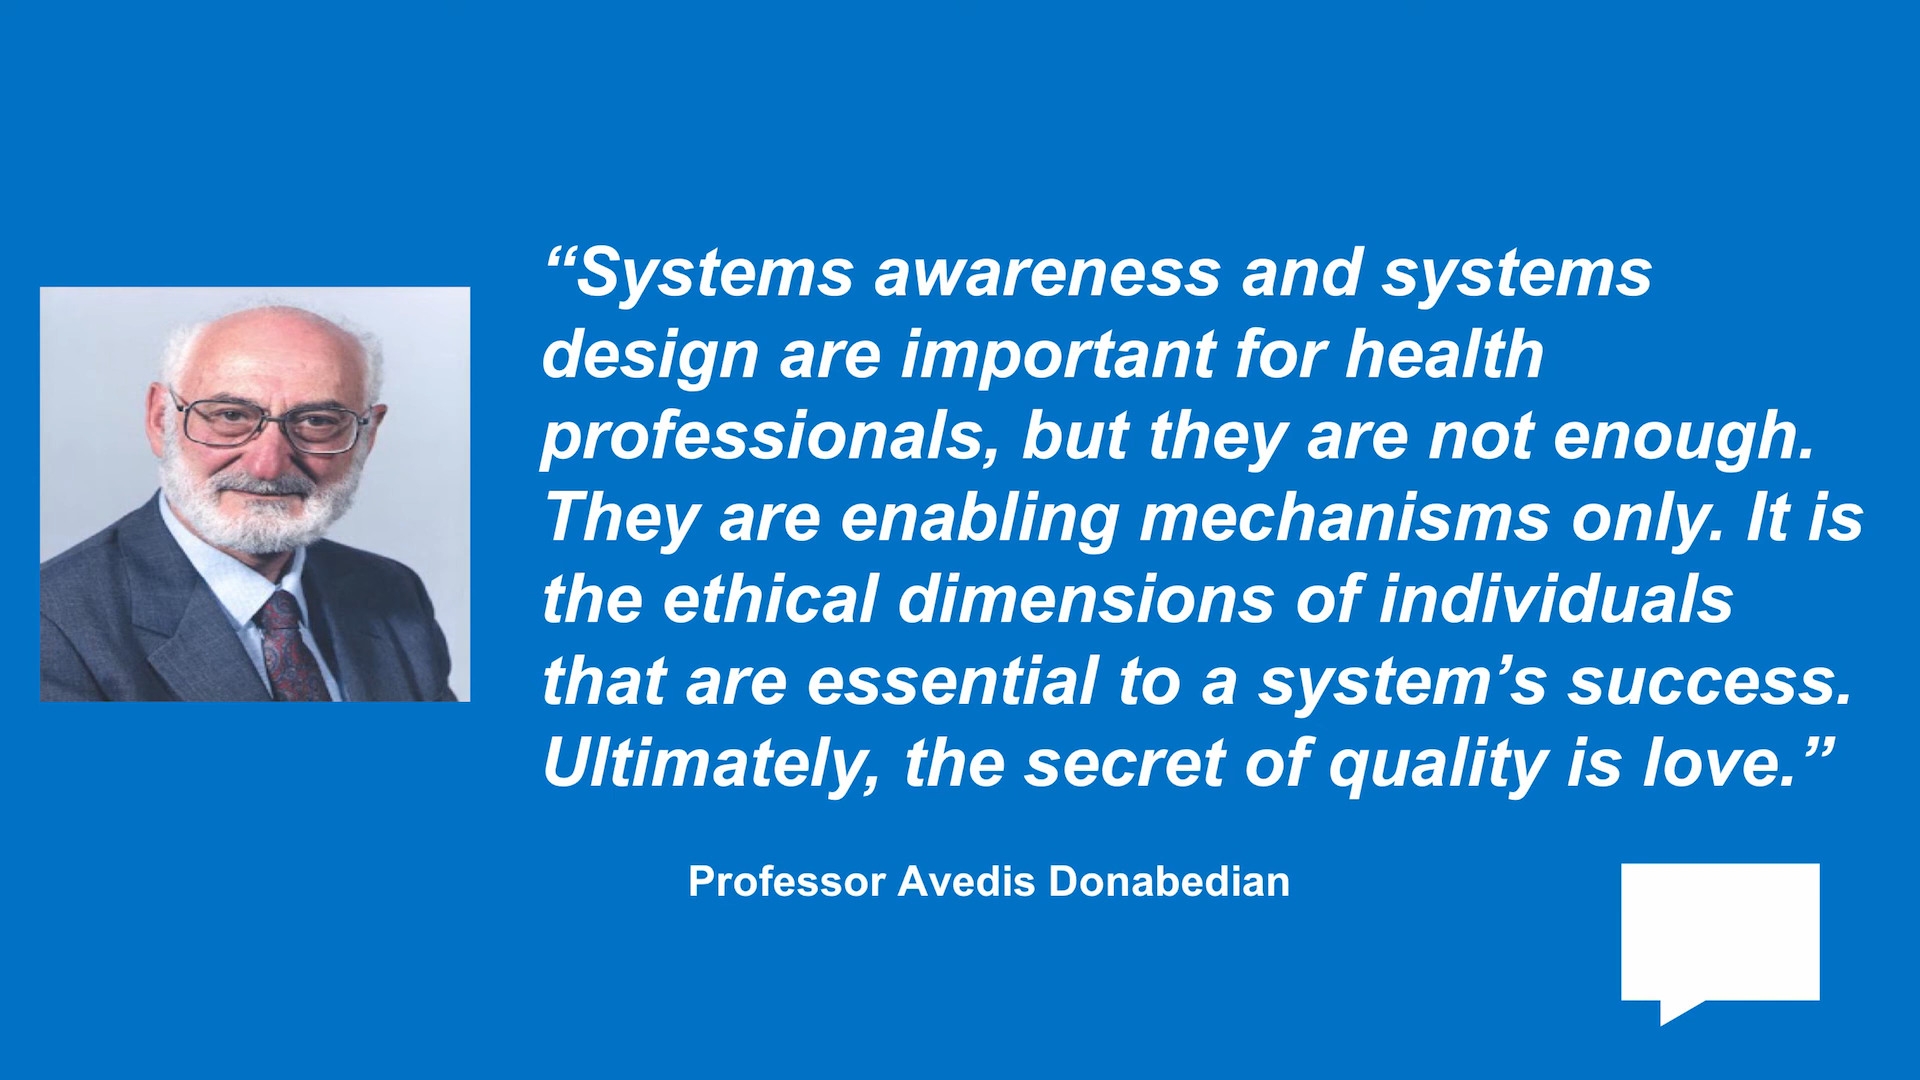 “Systems awareness and systems
design are important for health
professionals, but they are not enough.
They are enabling mechanisms only. It is
the ethical dimensions of individuals
that are essential to a system’s success.
Ultimately, the secret of quality is love.”
Professor Avedis Donabedian